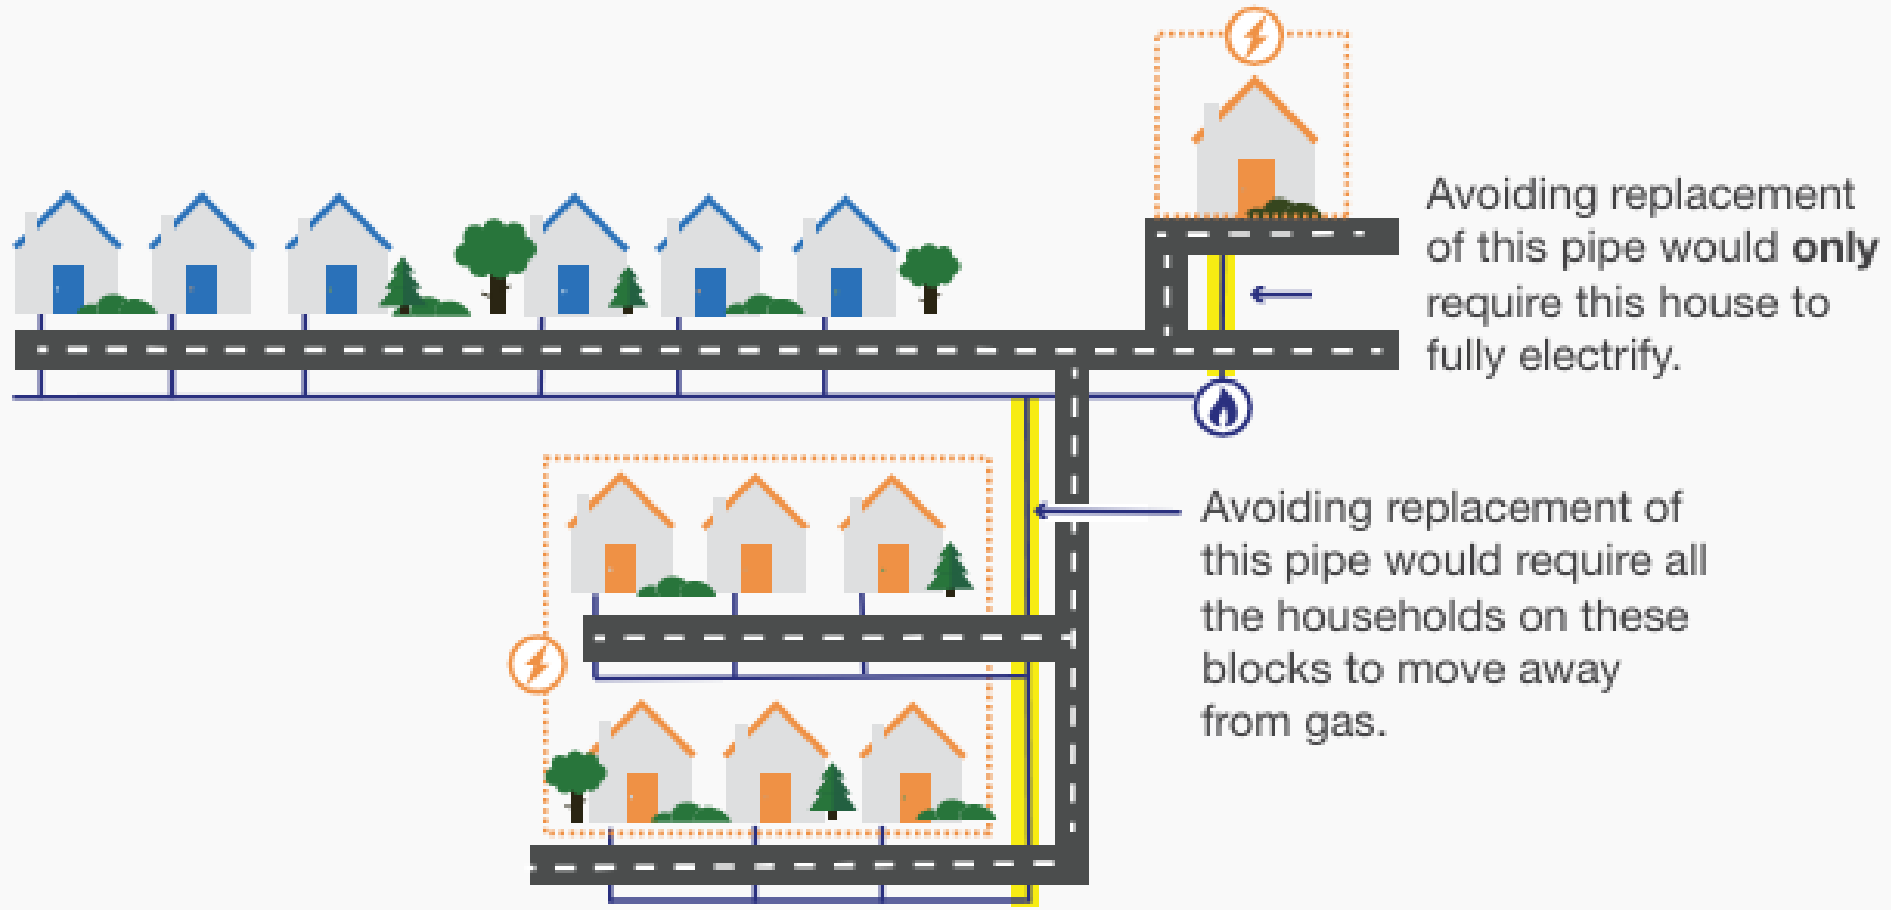 Avoiding replacement
of this pipe would only
require this house to
fully electrify.
Avoiding replacement of
this pipe would require all
the households on these
blocks to move away
from gas.